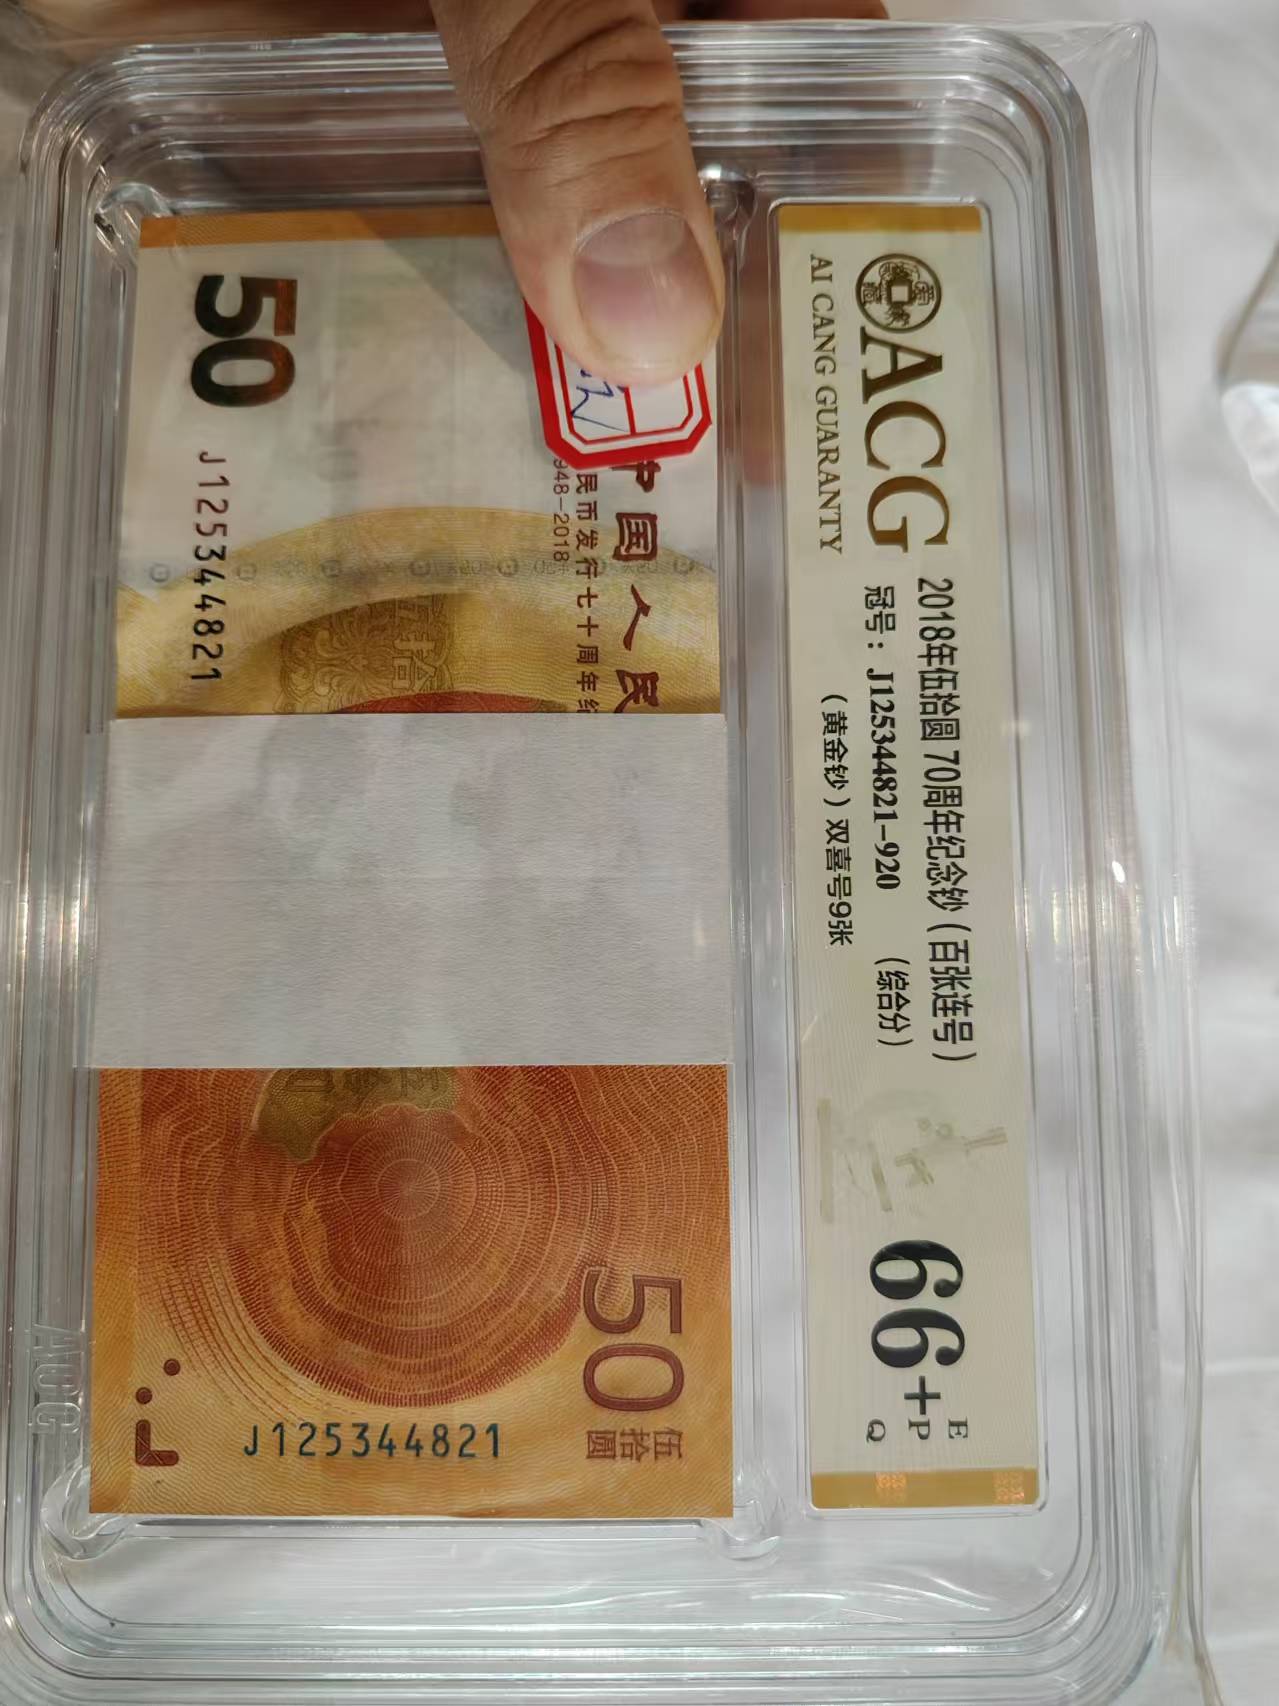 ACG
AI CANG GUARANTY
2018年伍拾圆 70周年纪念钞(百张连号)
冠号：J125344821-920 (综合分)
(黄金钞)双喜号9张
66+
E
P
Q
50
J125344821
中国人民
民币发行七十周年纪
948-2018
50
伍拾圆
J125344821
ACG